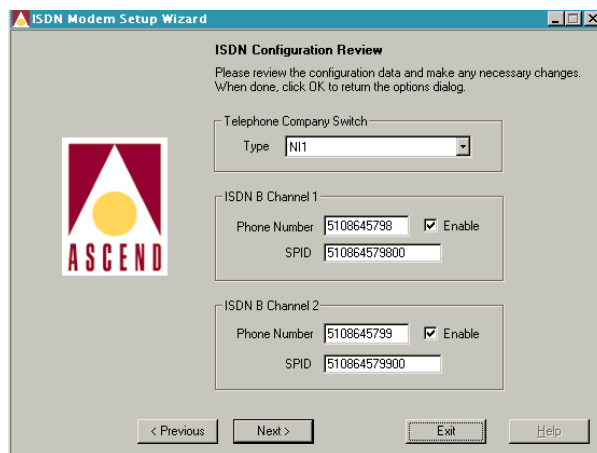 ISDN Modem Setup Wizard
ISDN Configuration Review
Please review the configuration data and make any necessary changes.
When done, click OK to return the options dialog.
Telephone Company Switch
Type NI1
ISDN B Channel 1
Phone Number 5108645798 Enable
SPID 510864579800
ASCEND
ISDN B Channel 2
Phone Number 5108645799 Enable
SPID 510864579900
< Previous Next > Exit Help